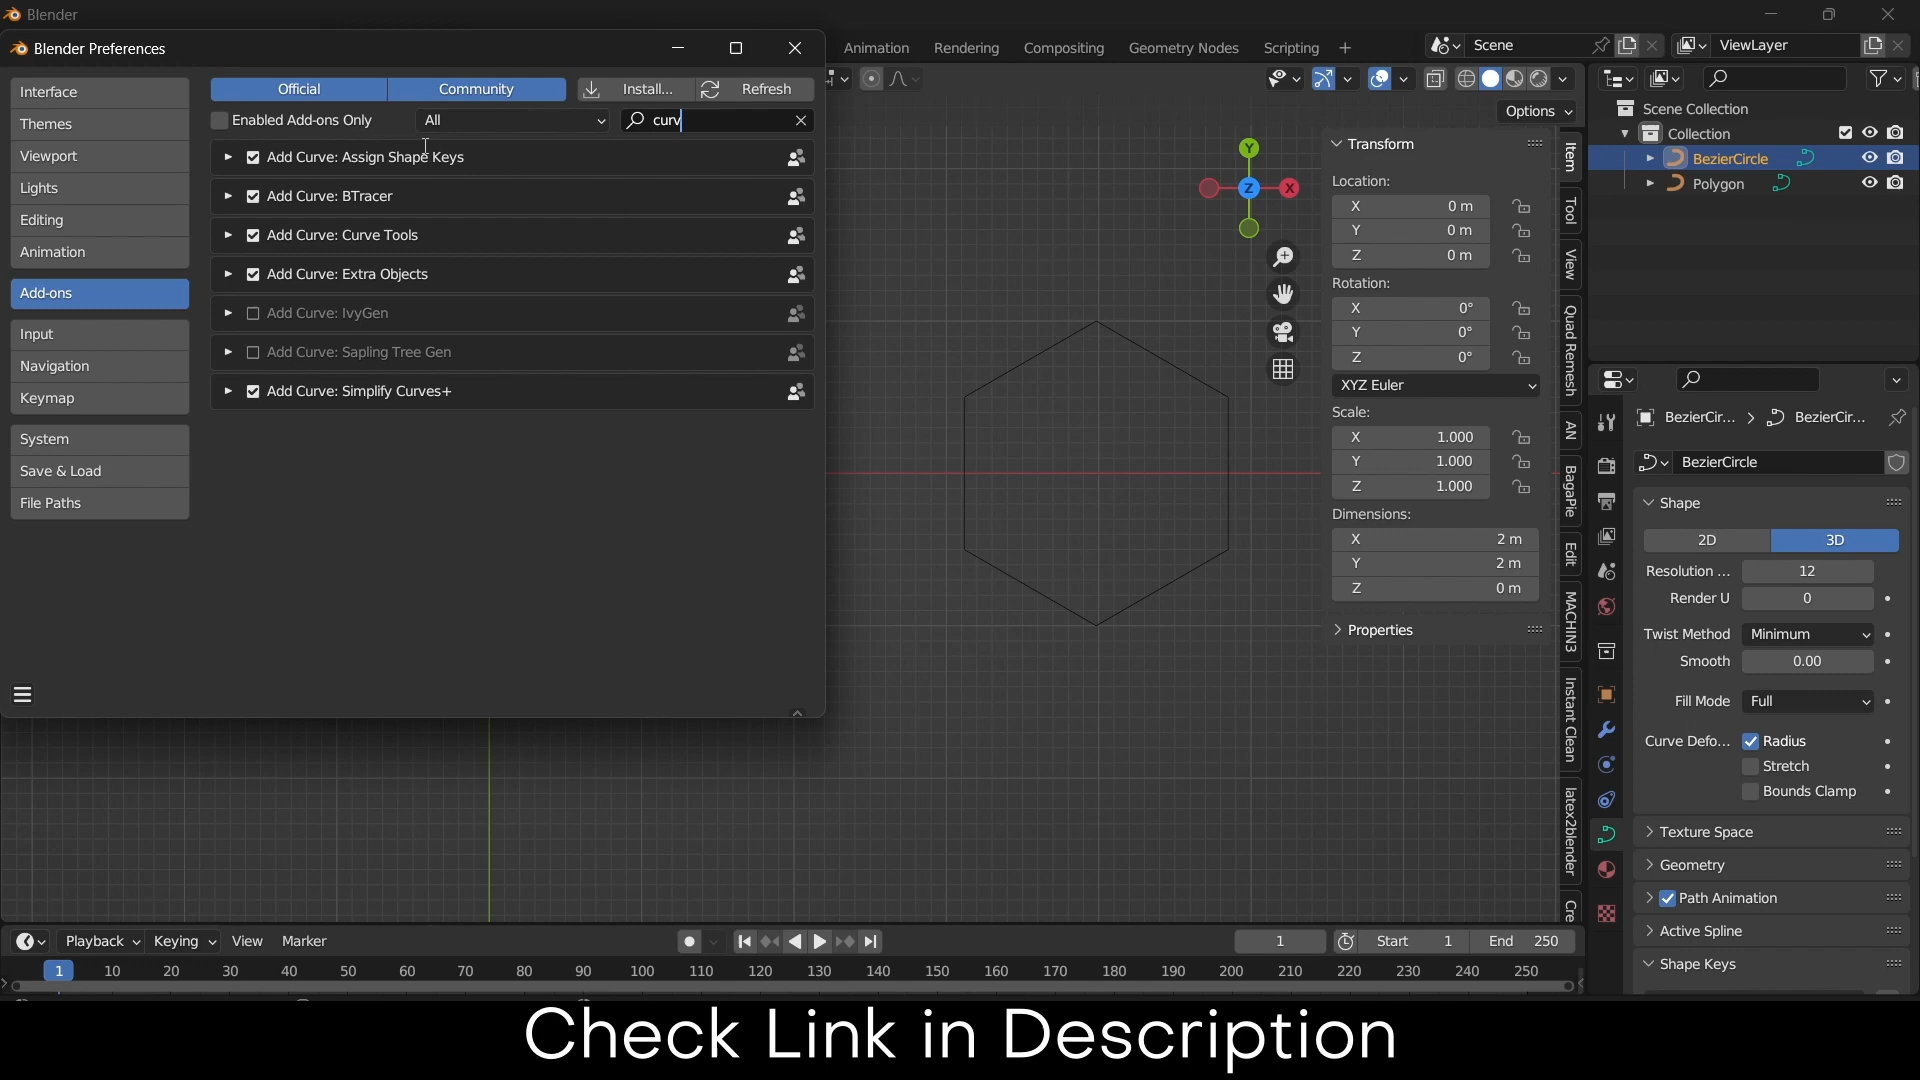 Blender
Blender Preferences
Animation Rendering Compositing Geometry Nodes Scripting +
Scene
ViewLayer
Interface
Themes
Viewport
Lights
Editing
Animation
Add-ons
Input
Navigation
Keymap
System
Save & Load
File Paths
Official Community Install... Refresh
Enabled Add-ons Only All curv
Add Curve: Assign Shape Keys
Add Curve: BTracer
Add Curve: Curve Tools
Add Curve: Extra Objects
Add Curve: IvyGen
Add Curve: Sapling Tree Gen
Add Curve: Simplify Curves+
Options
Y
Z X
Transform
Location:
X 0 m
Y 0 m
Z 0 m
Rotation:
X 0°
Y 0°
Z 0°
XYZ Euler
Scale:
X 1.000
Y 1.000
Z 1.000
Dimensions:
X 2 m
Y 2 m
Z 0 m
Properties
Item
Tool
View
Quad Remesh
AN
BagaPie
Edit
MACHIN3
Instant Clean
latex2blender
Cre
Scene Collection
Collection
BezierCircle
Polygon
BezierCir... BezierCir...
BezierCircle
Shape
2D 3D
Resolution ... 12
Render U 0
Twist Method Minimum
Smooth 0.00
Fill Mode Full
Curve Defo... Radius
Stretch
Bounds Clamp
Texture Space
Geometry
Path Animation
Active Spline
Shape Keys
Playback Keying View Marker
1 Start 1 End 250
1 10 20 30 40 50 60 70 80 90 100 110 120 130 140 150 160 170 180 190 200 210 220 230 240 250
Check Link in Description